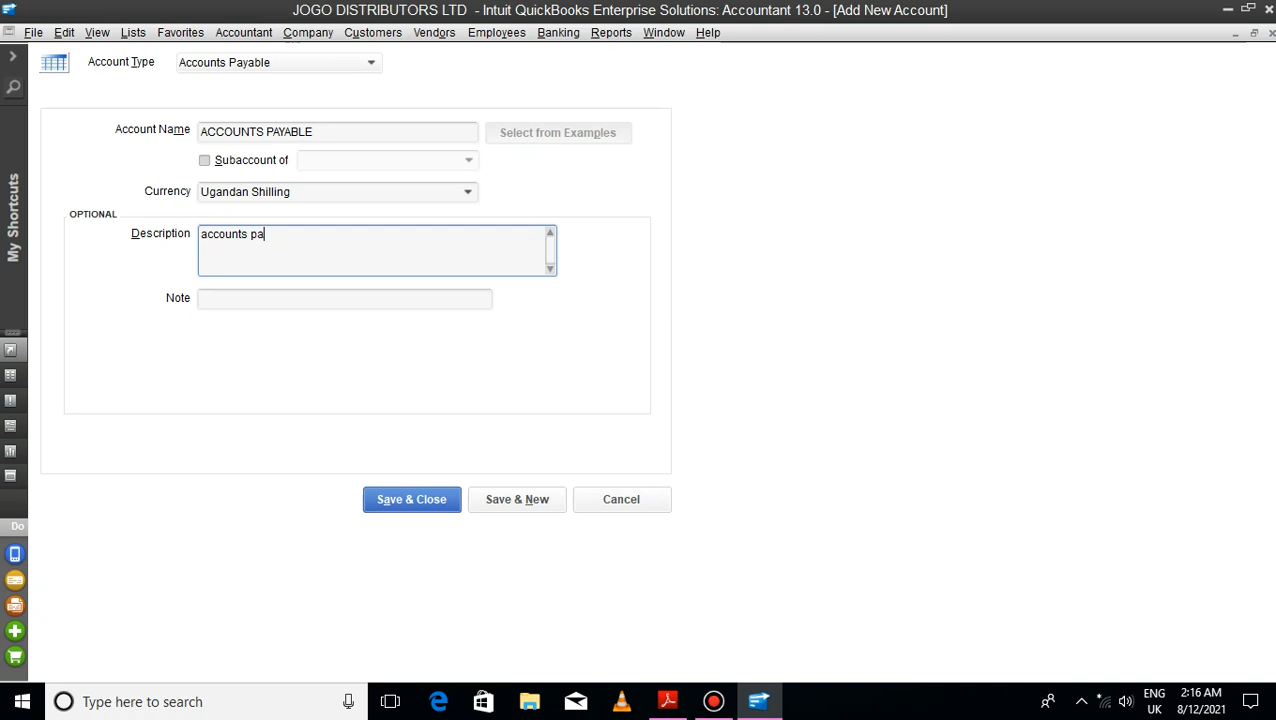 JOGO DISTRIBUTORS LTD - Intuit QuickBooks Enterprise Solutions: Accountant 13.0 - [Add New Account]
File Edit View Lists Favorites Accountant Company Customers Vendors Employees Banking Reports Window Help
Account Type Accounts Payable
Account Name ACCOUNTS PAYABLE Select from Examples
Subaccount of
Currency Ugandan Shilling
OPTIONAL
Description accounts pa
Note
Save & Close Save & New Cancel
My Shortcuts
Do
Type here to search
ENG
UK
2:16 AM
8/12/2021